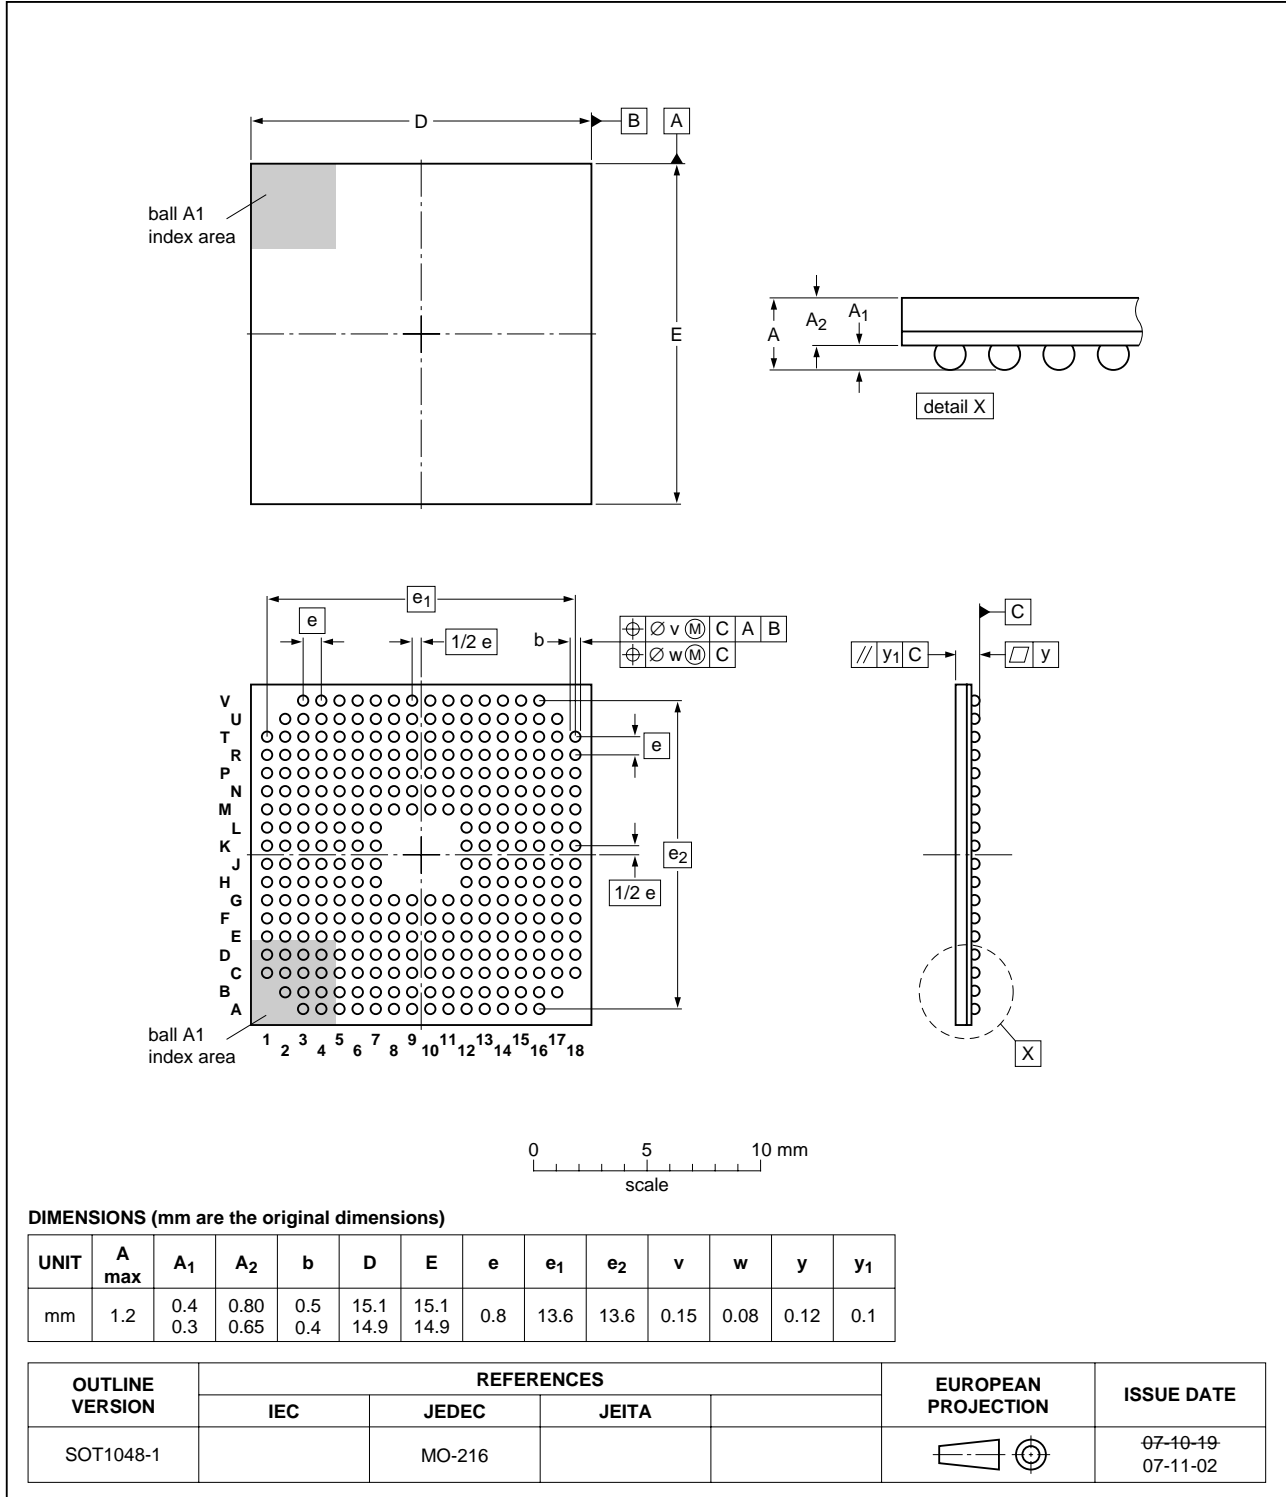 D
B
A
ball A1
index area
E
A
A2
A1
detail X
e1
e
1/2 e
b
Ø v M C A B
Ø w M C
C
// y1 C
y
V
U
T
R
P
N
M
L
K
J
H
G
F
E
D
C
B
A
e
e2
1/2 e
ball A1
index area
1 2 3 4 5 6 7 8 9 10 11 12 13 14 15 16 17 18
X
0 5 10 mm
scale
DIMENSIONS (mm are the original dimensions)
UNIT A max A1 A2 b D E e e1 e2 v w y y1
mm 1.2 0.4 0.3 0.80 0.65 0.5 0.4 15.1 14.9 15.1 14.9 0.8 13.6 13.6 0.15 0.08 0.12 0.1
OUTLINE VERSION REFERENCES EUROPEAN PROJECTION ISSUE DATE
IEC JEDEC JEITA
SOT1048-1 MO-216 07-10-19
07-11-02